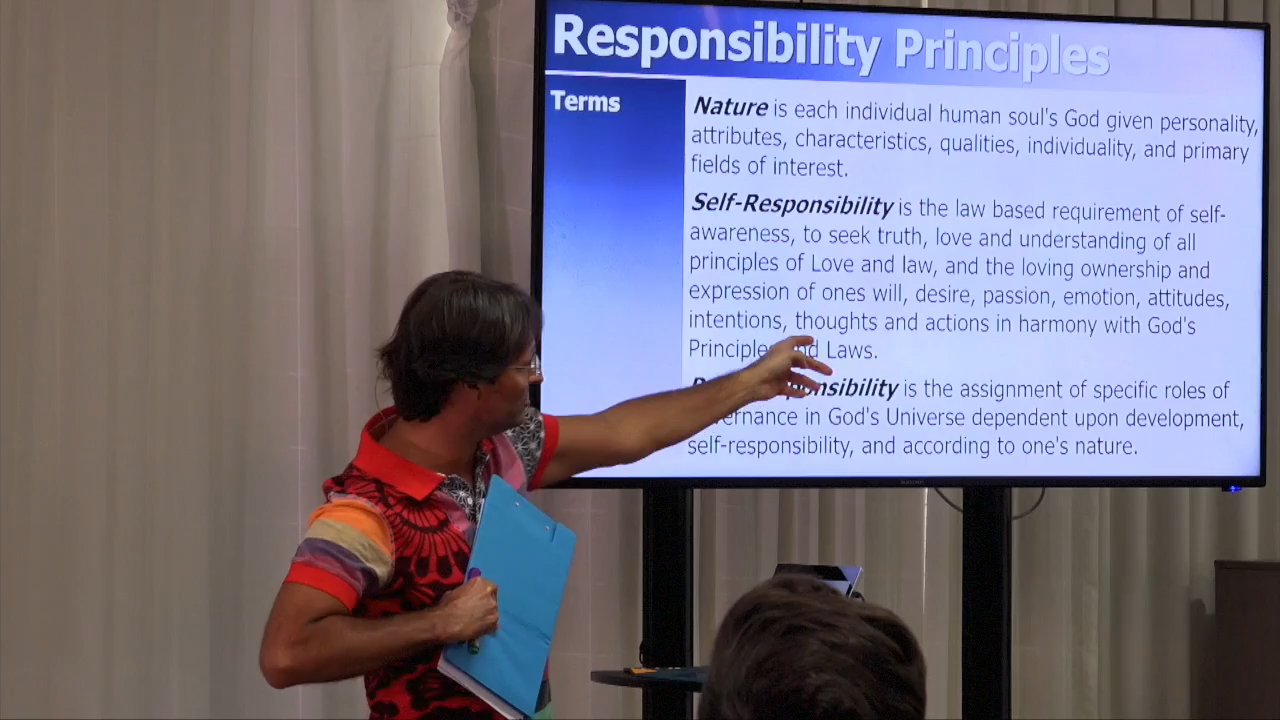 Responsibility Principles
Terms
Nature is each individual human soul's God given personality,
attributes, characteristics, qualities, individuality, and primary
fields of interest.
Self-Responsibility is the law based requirement of self-
awareness, to seek truth, love and understanding of all
principles of Love and law, and the loving ownership and
expression of ones will, desire, passion, emotion, attitudes,
intentions, thoughts and actions in harmony with God's
Laws.
is the assignment of specific roles of
in God's Universe dependent upon development,
self-responsibility, and according to one's nature.